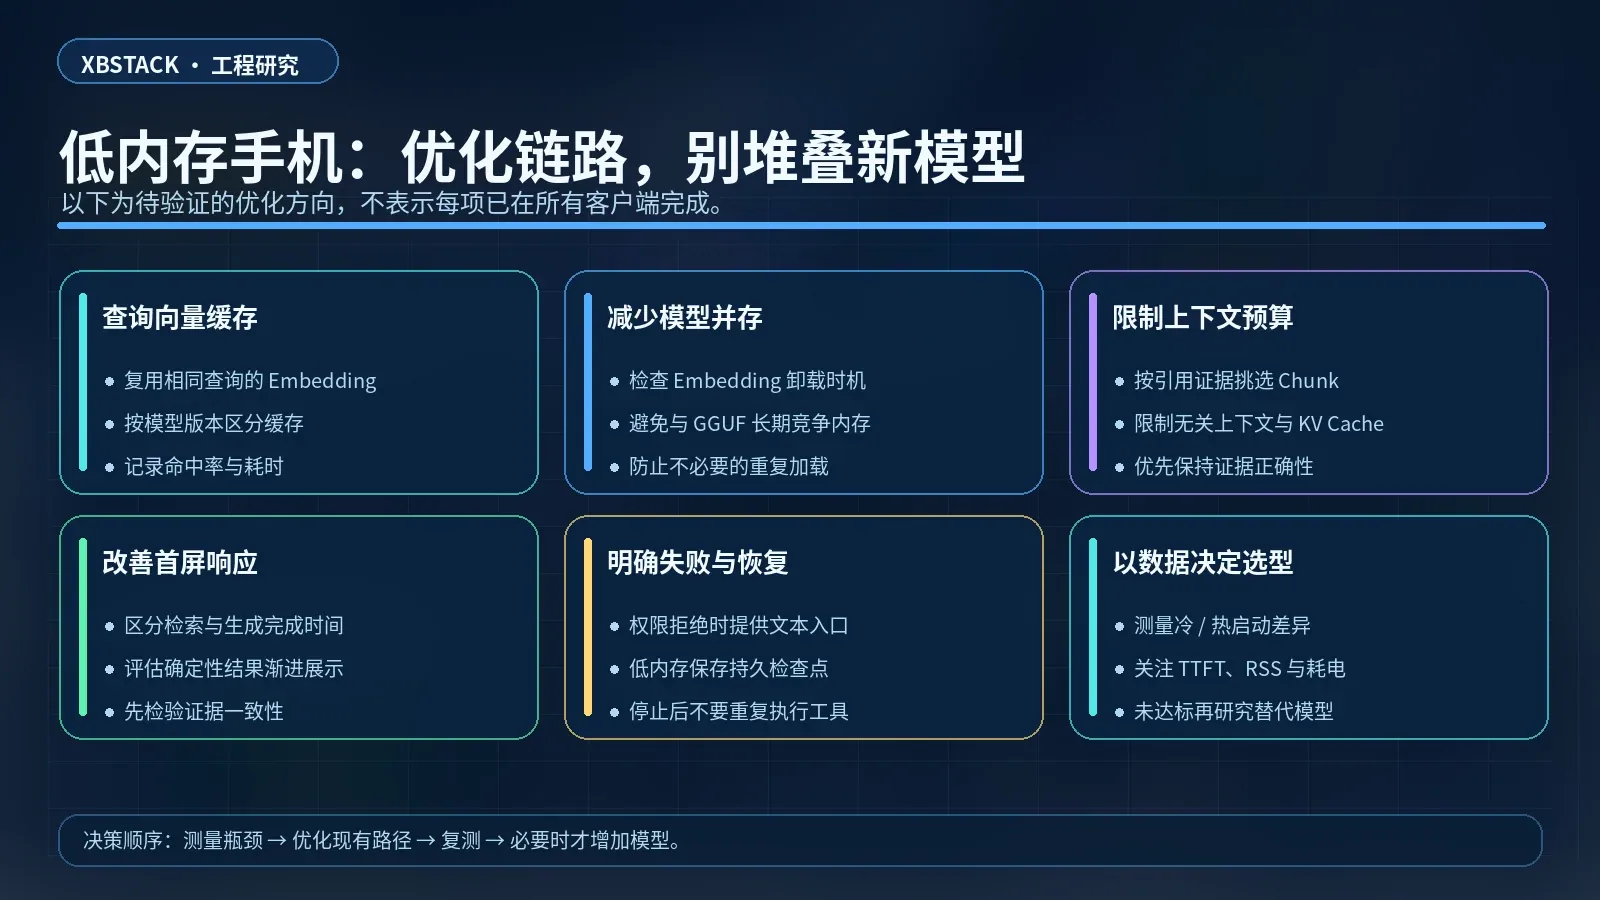 XBSTACK · 工程研究
低内存手机：优化链路，别堆叠新模型
以下为待验证的优化方向，不表示每项已在所有客户端完成。
查询向量缓存
• 复用相同查询的 Embedding
• 按模型版本区分缓存
• 记录命中率与耗时
减少模型并存
• 检查 Embedding 卸载时机
• 避免与 GGUF 长期竞争内存
• 防止不必要的重复加载
限制上下文预算
• 按引用证据挑选 Chunk
• 限制无关上下文与 KV Cache
• 优先保持证据正确性
改善首屏响应
• 区分检索与生成完成时间
• 评估确定性结果渐进展示
• 先检验证据一致性
明确失败与恢复
• 权限拒绝时提供文本入口
• 低内存保存持久检查点
• 停止后不要重复执行工具
以数据决定选型
• 测量冷 / 热启动差异
• 关注 TTFT、RSS 与耗电
• 未达标再研究替代模型
决策顺序：测量瓶颈 → 优化现有路径 → 复测 → 必要时才增加模型。